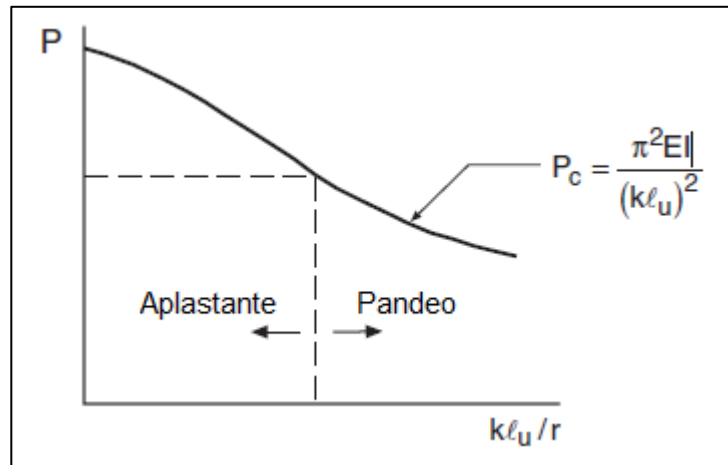 P
P_c = π²EI / (kℓ_u)²
Aplastante
Pandeo
kℓ_u/r